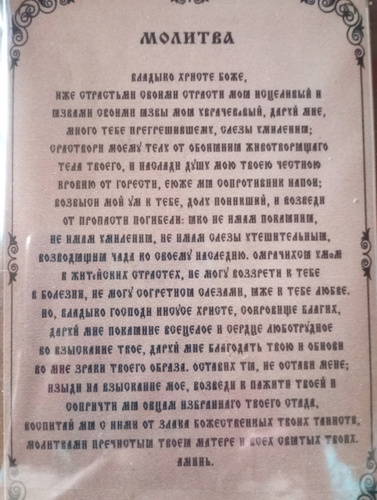 МОЛИТВА
ВЛАДЫКО ХРИСТЕ БОЖЕ,
ИЖЕ СТРАСТЬМИ СВОИМИ СТРАСТИ МОЯ ИСЦЕЛИВЫЙ И
ЯЗВАМИ СВОИМИ ЯЗВЫ МОЯ УВРАЧЕВАВЫЙ, ДАРУЙ МНЕ,
МНОГО ТЕБЕ ПРЕГРЕШИВШЕМУ, СЛЕЗЫ УМИЛЕНИЯ;
СРАСТВОРИ МОЕМУ ТЕЛУ ОТ ОБОНЯНИЯ ЖИВОТВОРЯЩАГО
ТЕЛА ТВОЕГО, И НАСЛАДИ ДУШУ МОЮ ТВОЕЮ ЧЕСТНОЮ
КРОВИЮ ОТ ГОРЕСТИ, ЕЮЖЕ МЯ СОПРОТИВНИК НАПОИ;
ВОЗВЫСИ МОЙ УМ К ТЕБЕ, ДОЛУ ПОНИКШИЙ, И ВОЗВЕДИ
ОТ ПРОПАСТИ ПОГИБЕЛИ: ЯКО НЕ ИМАМ ПОКАЯНИЯ,
НЕ ИМАМ УМИЛЕНИЯ, НЕ ИМАМ СЛЕЗЫ УТЕШИТЕЛЬНЫЯ,
ВОЗВОДЯЩИЯ ЧАДА КО СВОЕМУ НАСЛЕДИЮ. ОМРАЧИХСЯ УМОМ
В ЖИТЕЙСКИХ СТРАСТЕХ, НЕ МОГУ ВОЗЗРЕТИ К ТЕБЕ
В БОЛЕЗНИ, НЕ МОГУ СОГРЕТИСЯ СЛЕЗАМИ, ЯЖЕ К ТЕБЕ ЛЮБВЕ.
НО, ВЛАДЫКО ГОСПОДИ ИИСУСЕ ХРИСТЕ, СОКРОВИЩЕ БЛАГИХ,
ДАРУЙ МНЕ ПОКАЯНИЕ ВСЕЦЕЛОЕ И СЕРДЦЕ ЛЮБОТРУДНОЕ
ВО ВЗЫСКАНИЕ ТВОЕ, ДАРУЙ МНЕ БЛАГОДАТЬ ТВОЮ И ОБНОВИ
ВО МНЕ ЗРАКИ ТВОЕГО ОБРАЗА. ОСТАВИХ ТЯ, НЕ ОСТАВИ МЕНЕ;
ИЗЫДИ НА ВЗЫСКАНИЕ МОЕ, ВОЗВЕДИ К ПАЖИТИ ТВОЕЙ И
СОПРИЧТИ МЯ ОВЦАМ ИЗБРАННАГО ТВОЕГО СТАДА,
ВОСПИТАЙ МЯ С НИМИ ОТ ЗЛАКА БОЖЕСТВЕННЫХ ТВОИХ ТАИНСТВ,
МОЛИТВАМИ ПРЕЧИСТЫЯ ТВОЕЯ МАТЕРЕ И ВСЕХ СВЯТЫХ ТВОИХ.
АМИНЬ.